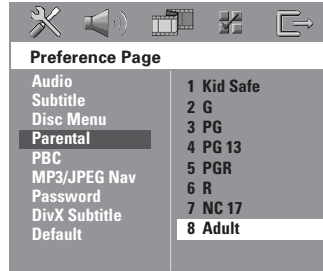 Preference Page
Audio
Subtitle
Disc Menu
Parental
PBC
MP3/JPEG Nav
Password
DivX Subtitle
Default
1 Kid Safe
2 G
3 PG
4 PG 13
5 PGR
6 R
7 NC 17
8 Adult